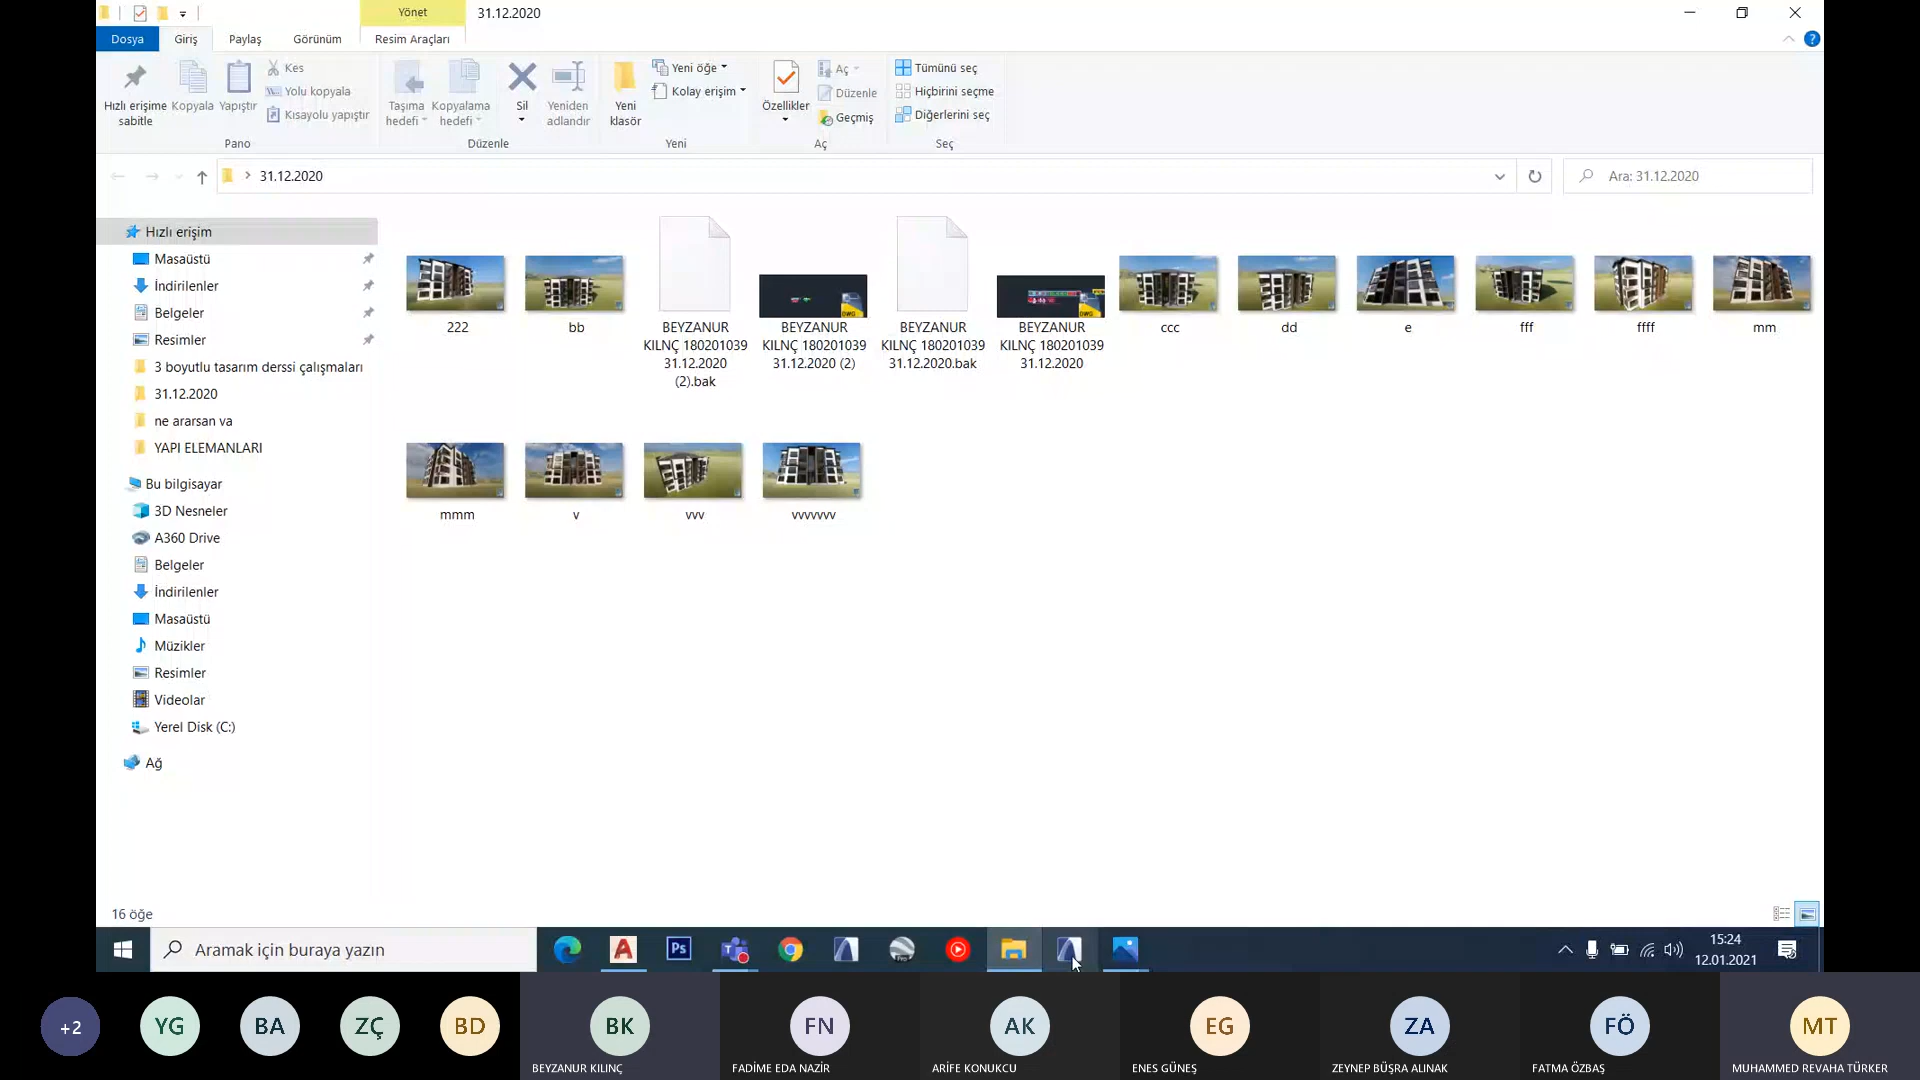 Yönet
31.12.2020
Dosya
Giriş
Paylaş
Görünüm
Resim Araçları
Hızlı erişime
sabitle
Kopyala
Yapıştır
Kes
Yolu kopyala
Kısayolu yapıştır
Pano
Taşıma
hedefi
Kopyalama
hedefi
Sil
Yeniden
adlandır
Düzenle
Yeni
klasör
Yeni öğe
Kolay erişim
Yeni
Özellikler
Aç
Düzenle
Geçmiş
Aç
Tümünü seç
Hiçbirini seçme
Diğerlerini seç
Seç
31.12.2020
Ara: 31.12.2020
Hızlı erişim
Masaüstü
İndirilenler
Belgeler
Resimler
3 boyutlu tasarım derssi çalışmaları
31.12.2020
ne ararsan va
YAPI ELEMANLARI
Bu bilgisayar
3D Nesneler
A360 Drive
Belgeler
İndirilenler
Masaüstü
Müzikler
Resimler
Videolar
Yerel Disk (C:)
Ağ
222
bb
BEYZANUR
KILNÇ 180201039
31.12.2020
(2).bak
BEYZANUR
KILNÇ 180201039
31.12.2020 (2)
BEYZANUR
KILNÇ 180201039
31.12.2020.bak
BEYZANUR
KILNÇ 180201039
31.12.2020
ccc
dd
e
fff
ffff
mm
mmm
v
vvv
vvvvvvv
16 öğe
Aramak için buraya yazın
Ps
15:24
12.01.2021
+2
YG
BA
ZÇ
BD
BK
BEYZANUR KILINÇ
FN
FADİME EDA NAZİR
AK
ARİFE KONUKCU
EG
ENES GÜNEŞ
ZA
ZEYNEP BÜŞRA ALINAK
FÖ
FATMA ÖZBAŞ
MT
MUHAMMED REVAHA TÜRKER